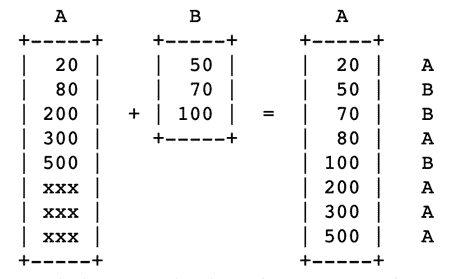 A B A
+-----+ +-----+ +-----+
| 20 | | 50 | | 20 | A
| 80 | | 70 | | 50 | B
| 200 | + | 100 | = | 70 | B
| 300 | +-----+ | 80 | A
| 500 | | 100 | B
| xxx | | 200 | A
| xxx | | 300 | A
| xxx | | 500 | A
+-----+ +-----+